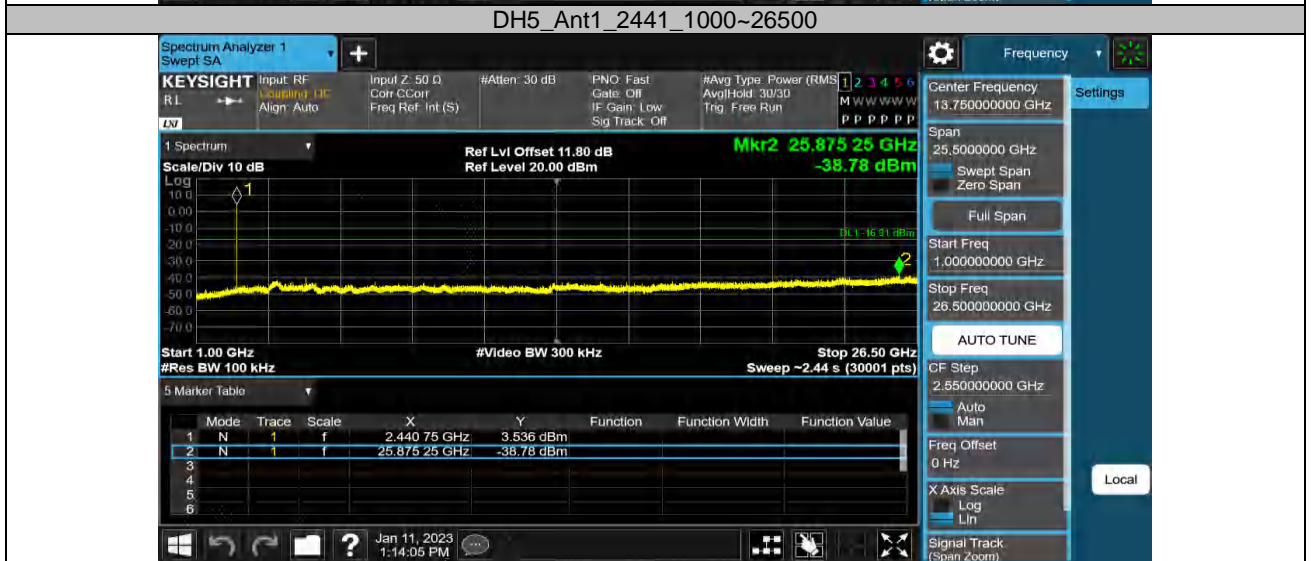 DH5_Ant1_2441_1000~26500
Spectrum Analyzer 1
Swept SA
+
Frequency
KEYSIGHT Input: RF Input Z: 50 Ω #Atten: 30 dB PNO: Fast #Avg Type: Power (RMS 1 2 3 4 5 6
RL Coupling: DC Corr CCorr Gate: Off Avg|Hold: 30/30 M W W W W W
Align: Auto Freq Ref: Int (S) IF Gain: Low Trig: Free Run
LXI Sig Track: Off P P P P P P
Center Frequency
13.750000000 GHz
Settings
1 Spectrum
Scale/Div 10 dB
Ref Lvl Offset 11.80 dB
Ref Level 20.00 dBm
Mkr2 25.875 25 GHz
-38.78 dBm
Log
10.0
0.00
-10.0
-20.0
-30.0
-40.0
-50.0
-60.0
-70.0
1
DL1 -16.91 dBm
2
Start 1.00 GHz #Video BW 300 kHz Stop 26.50 GHz
#Res BW 100 kHz Sweep ~2.44 s (30001 pts)
Span
25.5000000 GHz
Swept Span
Zero Span
Full Span
Start Freq
1.000000000 GHz
Stop Freq
26.500000000 GHz
AUTO TUNE
CF Step
2.550000000 GHz
Auto
Man
Freq Offset
0 Hz
X Axis Scale
Log
Lin
Signal Track
(Span Zoom)
Local
5 Marker Table
Mode Trace Scale X Y Function Function Width Function Value
1 N 1 f 2.440 75 GHz 3.536 dBm
2 N 1 f 25.875 25 GHz -38.78 dBm
3
4
5
6
? Jan 11, 2023
1:14:05 PM